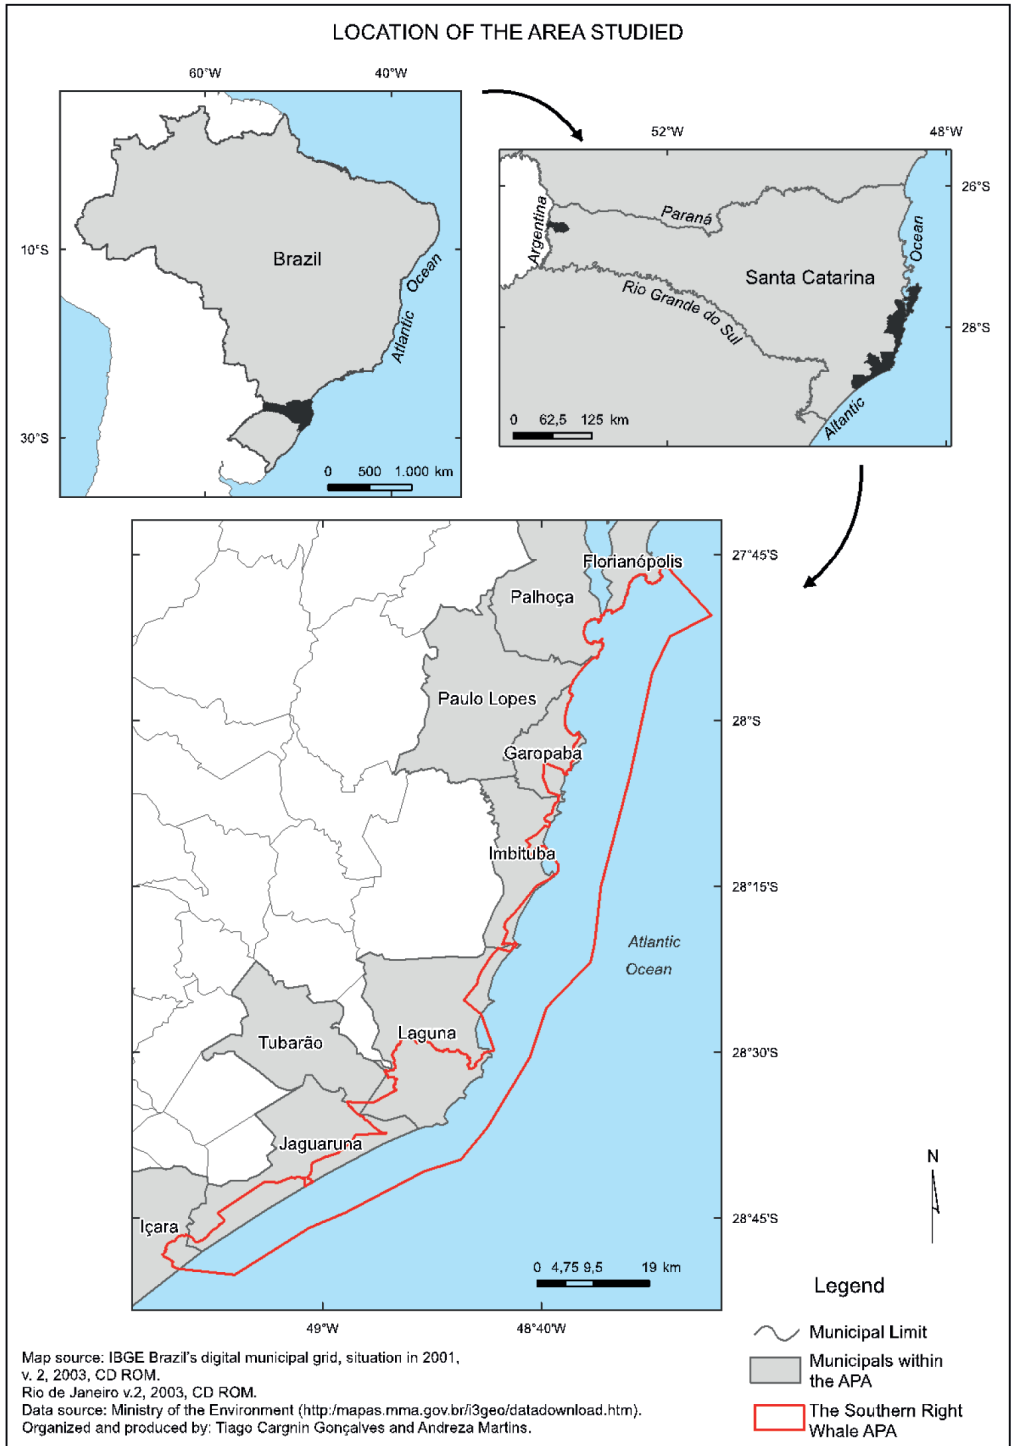 LOCATION OF THE AREA STUDIED
60°W
40°W
10°S
30°S
Brazil
Atlantic Ocean
0 500 1.000 km
52°W
48°W
26°S
28°S
Argentina
Paraná
Santa Catarina
Rio Grande do Sul
Ocean
Altantic
0 62,5 125 km
Florianópolis
27°45'S
Palhoça
Paulo Lopes
28°S
Garopaba
Imbituba
28°15'S
Atlantic
Ocean
Laguna
Tubarão
28°30'S
Jaguaruna
N
Içara
28°45'S
0 4,75 9,5 19 km
49°W
48°40'W
Legend
Municipal Limit
Municipals within
the APA
The Southern Right
Whale APA
Map source: IBGE Brazil's digital municipal grid, situation in 2001,
v. 2, 2003, CD ROM.
Rio de Janeiro v.2, 2003, CD ROM.
Data source: Ministry of the Environment (http:/mapas.mma.gov.br/i3geo/datadownload.htm).
Organized and produced by: Tiago Cargnin Gonçalves and Andreza Martins.